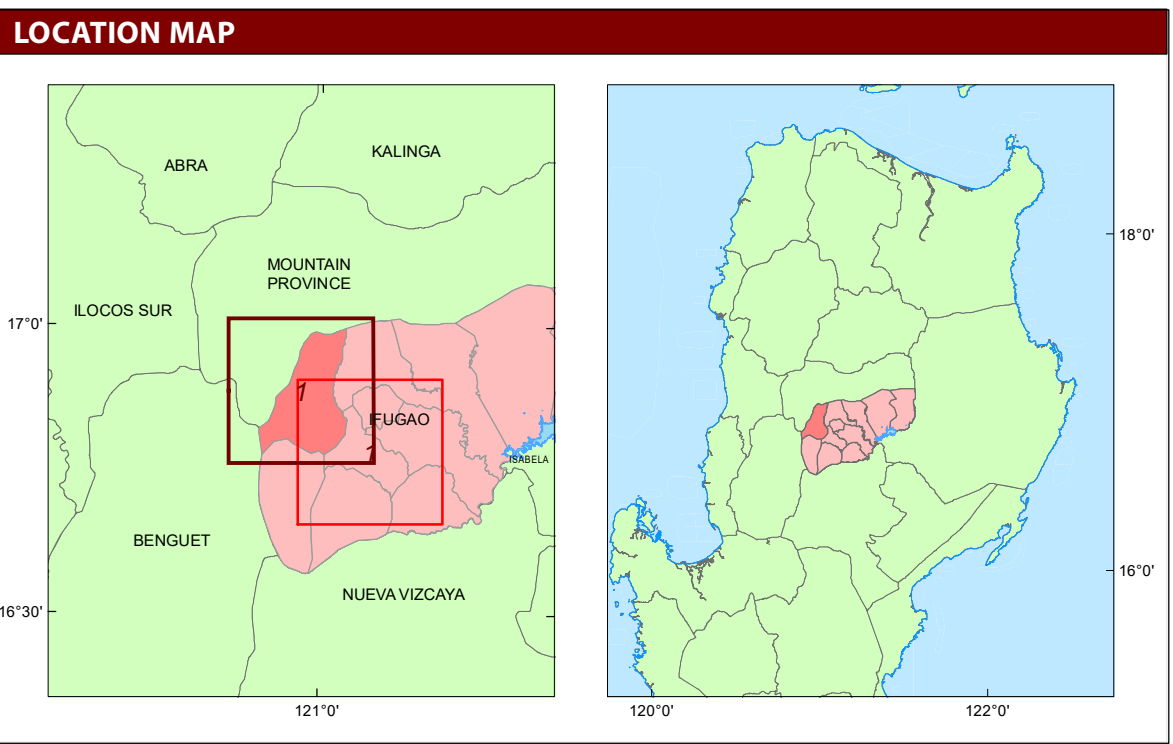 LOCATION MAP
ABRA
KALINGA
MOUNTAIN
PROVINCE
ILOCOS SUR
17°0'
1
IFUGAO
1
ISABELA
BENGUET
NUEVA VIZCAYA
16°30'
121°0'
18°0'
16°0'
120°0'
122°0'